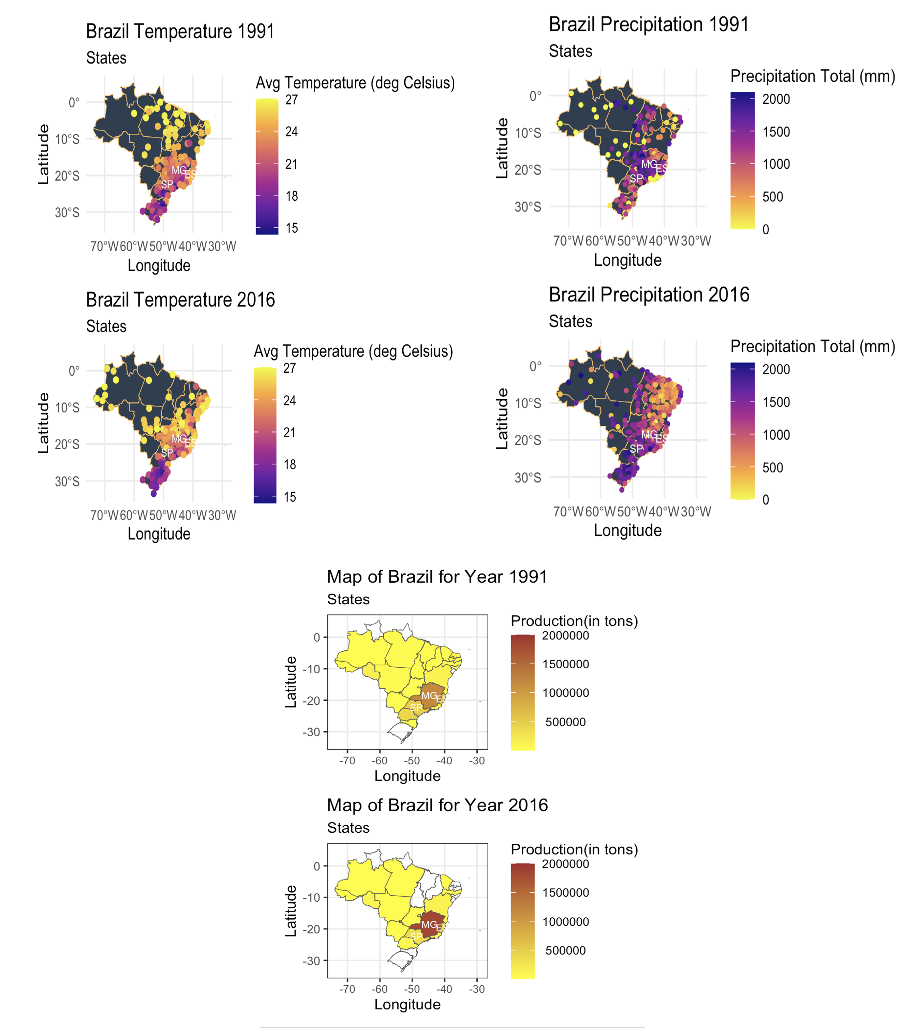 Brazil Temperature 1991
States
Avg Temperature (deg Celsius)
27
24
21
18
15
0°
10°S
20°S
30°S
Latitude
MG
ES
SP
70°W 60°W 50°W 40°W 30°W
Longitude
Brazil Precipitation 1991
States
Precipitation Total (mm)
2000
1500
1000
500
0
0°
10°S
20°S
30°S
Latitude
MG
ES
SP
70°W 60°W 50°W 40°W 30°W
Longitude
Brazil Temperature 2016
States
Avg Temperature (deg Celsius)
27
24
21
18
15
0°
10°S
20°S
30°S
Latitude
MG
ES
SP
70°W 60°W 50°W 40°W 30°W
Longitude
Brazil Precipitation 2016
States
Precipitation Total (mm)
2000
1500
1000
500
0
0°
10°S
20°S
30°S
Latitude
MG
ES
SP
70°W 60°W 50°W 40°W 30°W
Longitude
Map of Brazil for Year 1991
States
Production(in tons)
2000000
1500000
1000000
500000
0
-10
-20
-30
Latitude
MG
ES
SP
-70 -60 -50 -40 -30
Longitude
Map of Brazil for Year 2016
States
Production(in tons)
2000000
1500000
1000000
500000
0
-10
-20
-30
Latitude
MG
SP
-70 -60 -50 -40 -30
Longitude